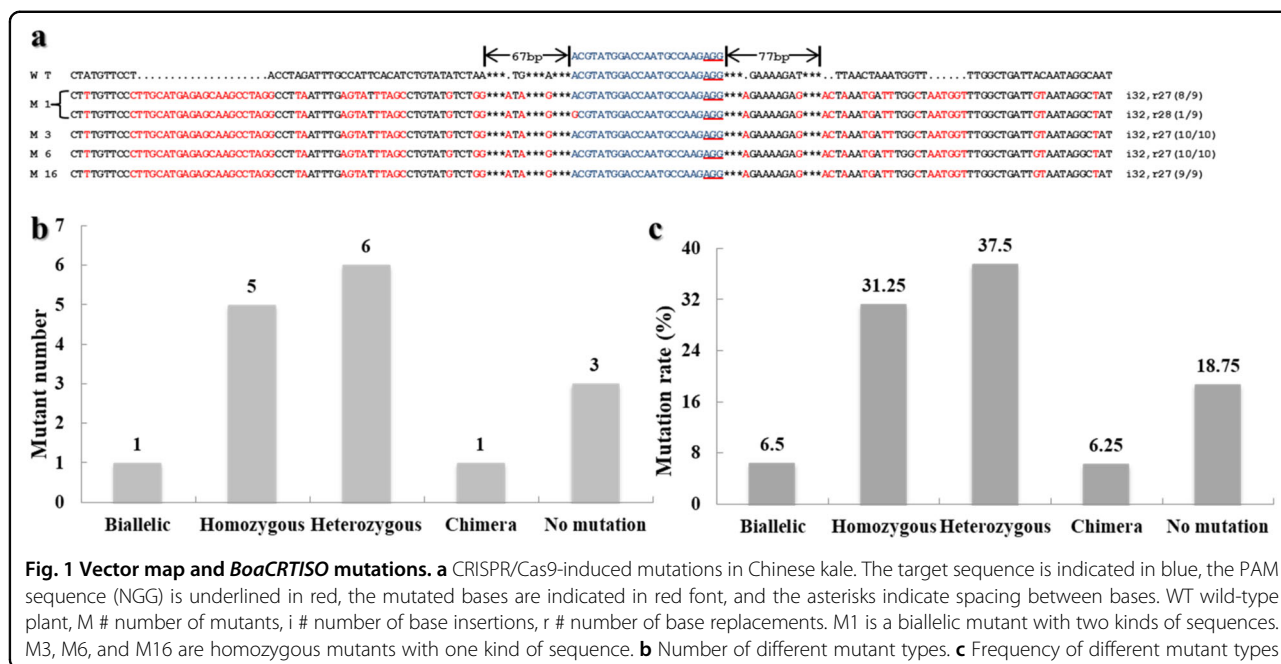 a
67bp
ACGTATGGACCAATGCCAAGAGG
77bp
W T CTATGTTCCT.................ACCTAGATTTGCCATTCACATCTGTATATCTAA***.TG***A***ACGTATGGACCAATGCCAAGAGG***.GAAAAGAT***..TTAACTAAATGGTT......TTGGCTGATTACAATAGGCAAT
M 1 CTTTGTTCCCTTGCATGAGAGCAAGCCTAGGCCTTAATTTGAGTATTTAGCCTGTATGTCTGG***ATA***G***ACGTATGGACCAATGCCAAGAGG***AGAAAAGAG***ACTAAATGATTTGGCTAATGGTTTTGGCTGATTGTAATAGGCTAT i32,r27(8/9)
CTTTGTTCCCTTGCATGAGAGCAAGCCTAGGCCTTAATTTGAGTATTTAGCCTGTATGTCTGG***ATA***G***GCGTATGGACCAATGCCAAGAGG***AGAAAAGAG***ACTAAATGATTTGGCTAATGGTTTTGGCTGATTGTAATAGGCTAT i32,r28(1/9)
M 3 CTTTGTTCCCTTGCATGAGAGCAAGCCTAGGCCTTAATTTGAGTATTTAGCCTGTATGTCTGG***ATA***G***ACGTATGGACCAATGCCAAGAGG***AGAAAAGAG***ACTAAATGATTTGGCTAATGGTTTTGGCTGATTGTAATAGGCTAT i32,r27(10/10)
M 6 CTTTGTTCCCTTGCATGAGAGCAAGCCTAGGCCTTAATTTGAGTATTTAGCCTGTATGTCTGG***ATA***G***ACGTATGGACCAATGCCAAGAGG***AGAAAAGAG***ACTAAATGATTTGGCTAATGGTTTTGGCTGATTGTAATAGGCTAT i32,r27(10/10)
M 16 CTTTGTTCCCTTGCATGAGAGCAAGCCTAGGCCTTAATTTGAGTATTTAGCCTGTATGTCTGG***ATA***G***ACGTATGGACCAATGCCAAGAGG***AGAAAAGAG***ACTAAATGATTTGGCTAATGGTTTTGGCTGATTGTAATAGGCTAT i32,r27(9/9)
b
Mutant number
7
6
5
4
3
2
1
0
1
5
6
1
3
Biallelic Homozygous Heterozygous Chimera No mutation
c
Mutation rate (%)
40
32
24
16
8
0
6.5
31.25
37.5
6.25
18.75
Biallelic Homozygous Heterozygous Chimera No mutation
Fig. 1 Vector map and BoaCRTISO mutations. a CRISPR/Cas9-induced mutations in Chinese kale. The target sequence is indicated in blue, the PAM
sequence (NGG) is underlined in red, the mutated bases are indicated in red font, and the asterisks indicate spacing between bases. WT wild-type
plant, M # number of mutants, i # number of base insertions, r # number of base replacements. M1 is a biallelic mutant with two kinds of sequences.
M3, M6, and M16 are homozygous mutants with one kind of sequence. b Number of different mutant types. c Frequency of different mutant types